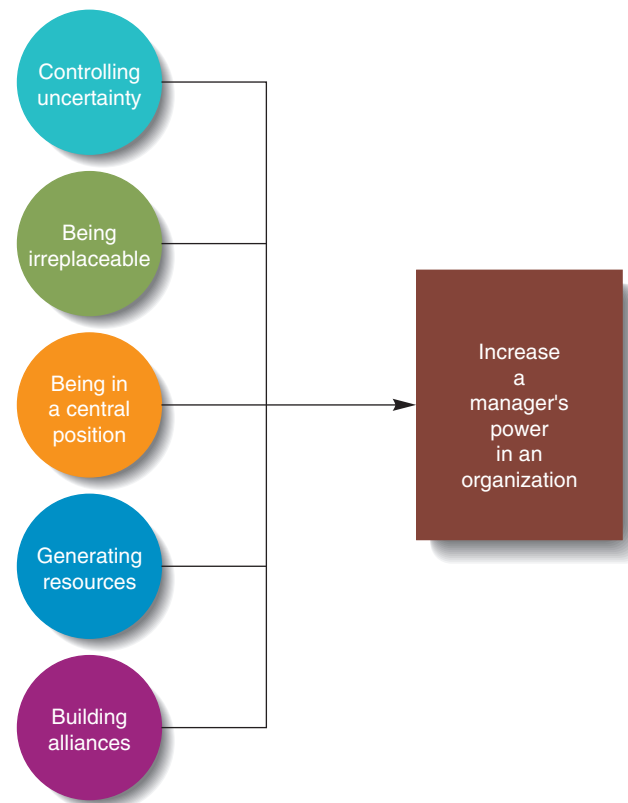 Controlling
uncertainty
Being
irreplaceable
Being in
a central
position
Generating
resources
Building
alliances
Increase
a
manager's
power
in an
organization